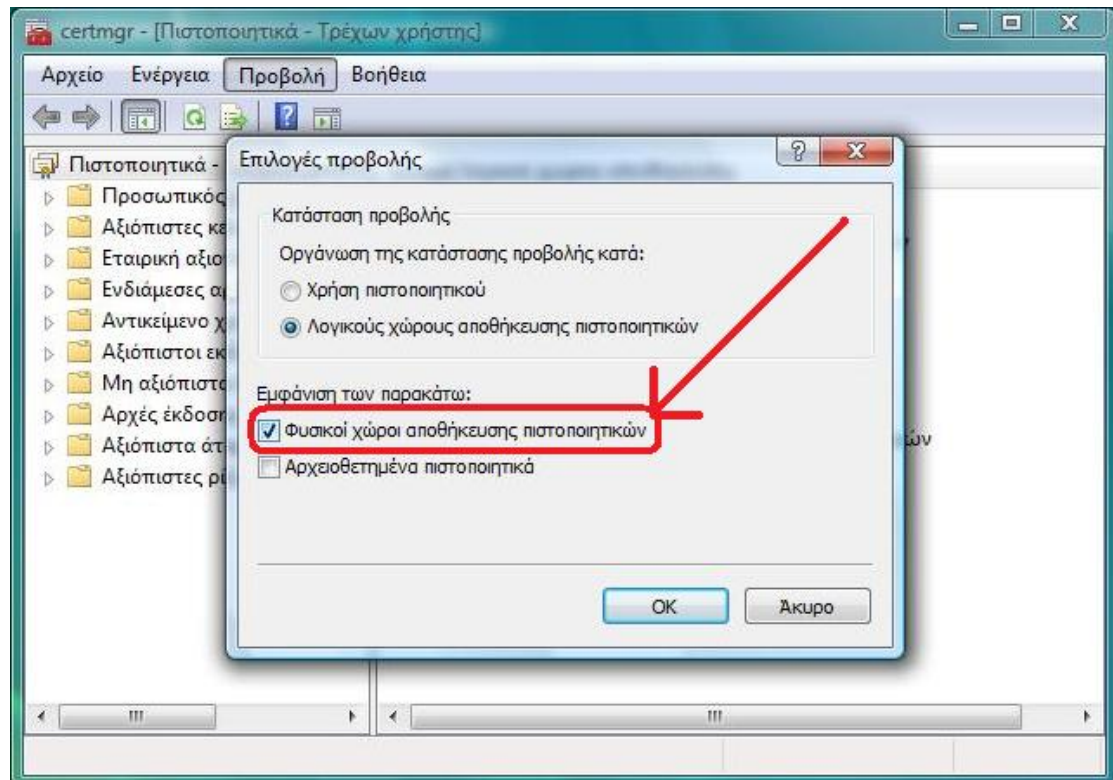 certmgr - [Πιστοποιητικά - Τρέχων χρήστης]
Αρχείο Ενέργεια Προβολή Βοήθεια
Πιστοποιητικά -
Προσωπικός
Αξιόπιστες
Εταιρική
Ενδιάμεσες
Αντικείμενο
Αξιόπιστοι
Μη
Αρχές
Αξιόπιστα
Αξιόπιστες
Επιλογές προβολής
Κατάσταση προβολής
Οργάνωση της κατάστασης προβολής κατά:
Χρήση πιστοποιητικού
Λογικούς χώρους αποθήκευσης πιστοποιητικών
Εμφάνιση των παρακάτω:
Φυσικοί χώροι αποθήκευσης πιστοποιητικών
Αρχειοθετημένα πιστοποιητικά
OK
Άκυρο